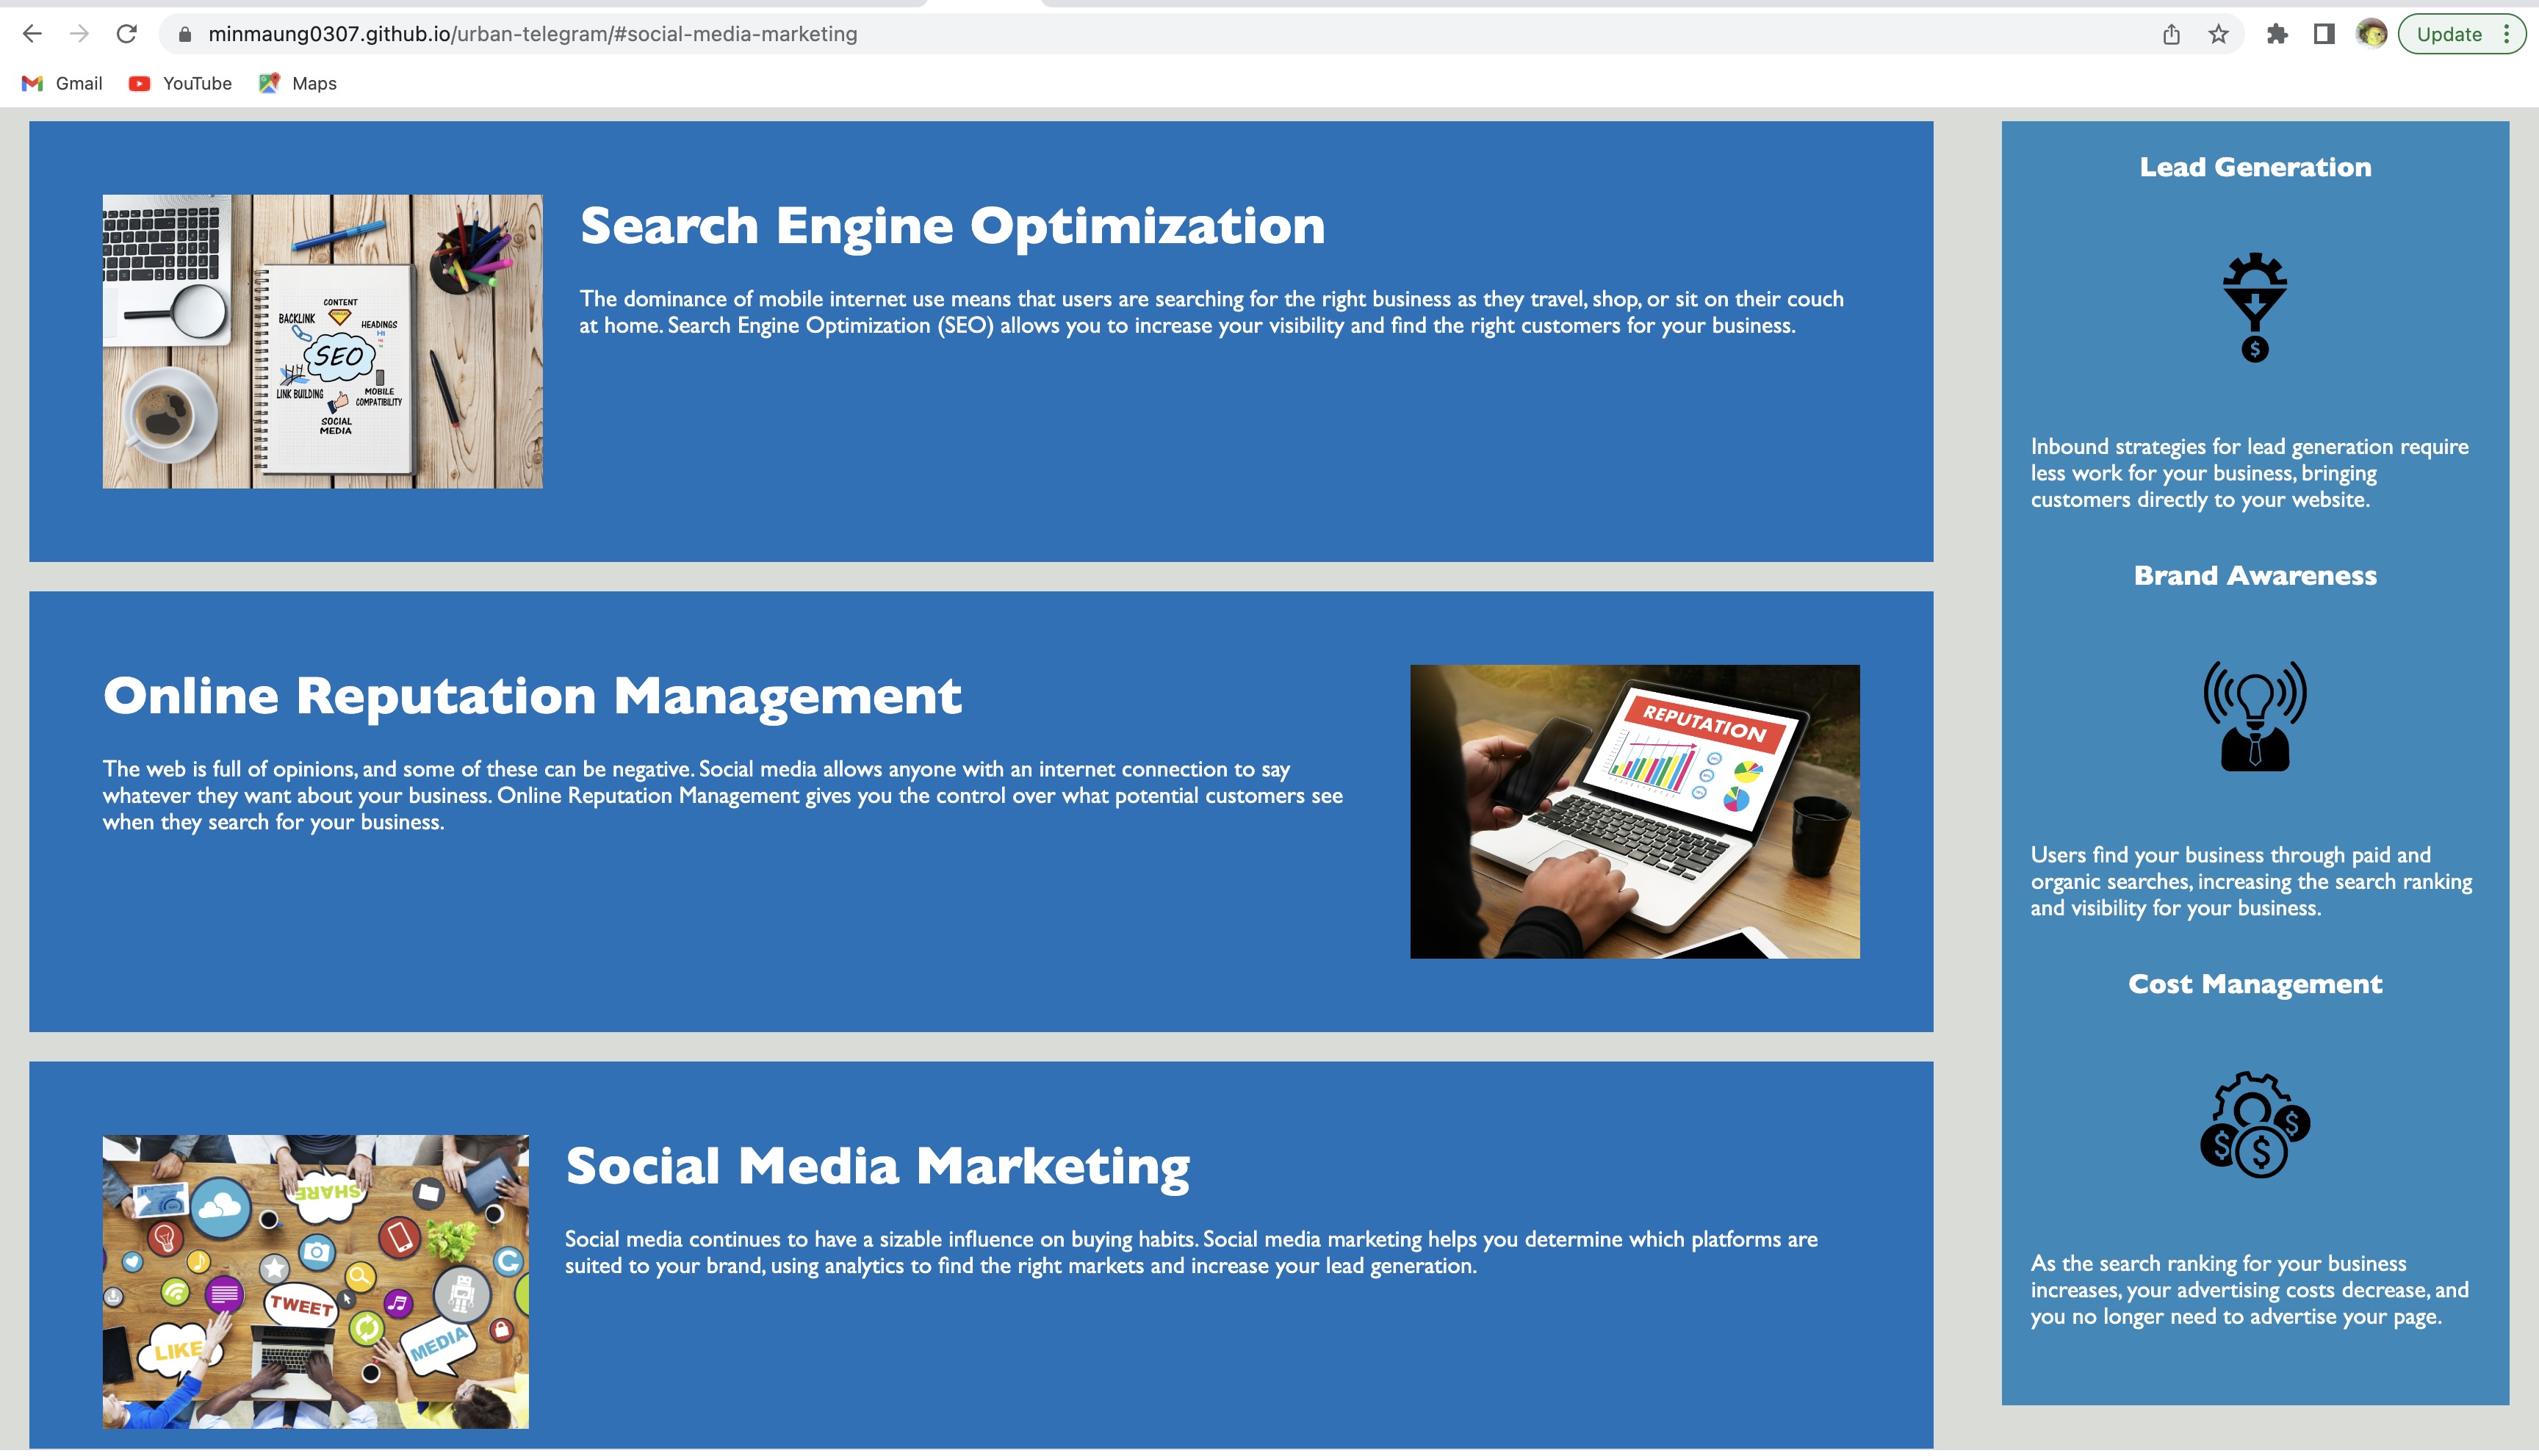 minmaung0307.github.io/urban-telegram/#social-media-marketing
Update
Gmail
YouTube
Maps
Search Engine Optimization
The dominance of mobile internet use means that users are searching for the right business as they travel, shop, or sit on their couch
at home. Search Engine Optimization (SEO) allows you to increase your visibility and find the right customers for your business.
CONTENT
BACKLINK
HEADINGS
SEO
LINK BUILDING
MOBILE
COMPATIBILITY
SOCIAL
MEDIA
Online Reputation Management
The web is full of opinions, and some of these can be negative. Social media allows anyone with an internet connection to say
whatever they want about your business. Online Reputation Management gives you the control over what potential customers see
when they search for your business.
REPUTATION
Social Media Marketing
Social media continues to have a sizable influence on buying habits. Social media marketing helps you determine which platforms are
suited to your brand, using analytics to find the right markets and increase your lead generation.
SHARE
TWEET
LIKE
MEDIA
Lead Generation
$
Inbound strategies for lead generation require
less work for your business, bringing
customers directly to your website.
Brand Awareness
Users find your business through paid and
organic searches, increasing the search ranking
and visibility for your business.
Cost Management
$ $ $
As the search ranking for your business
increases, your advertising costs decrease, and
you no longer need to advertise your page.